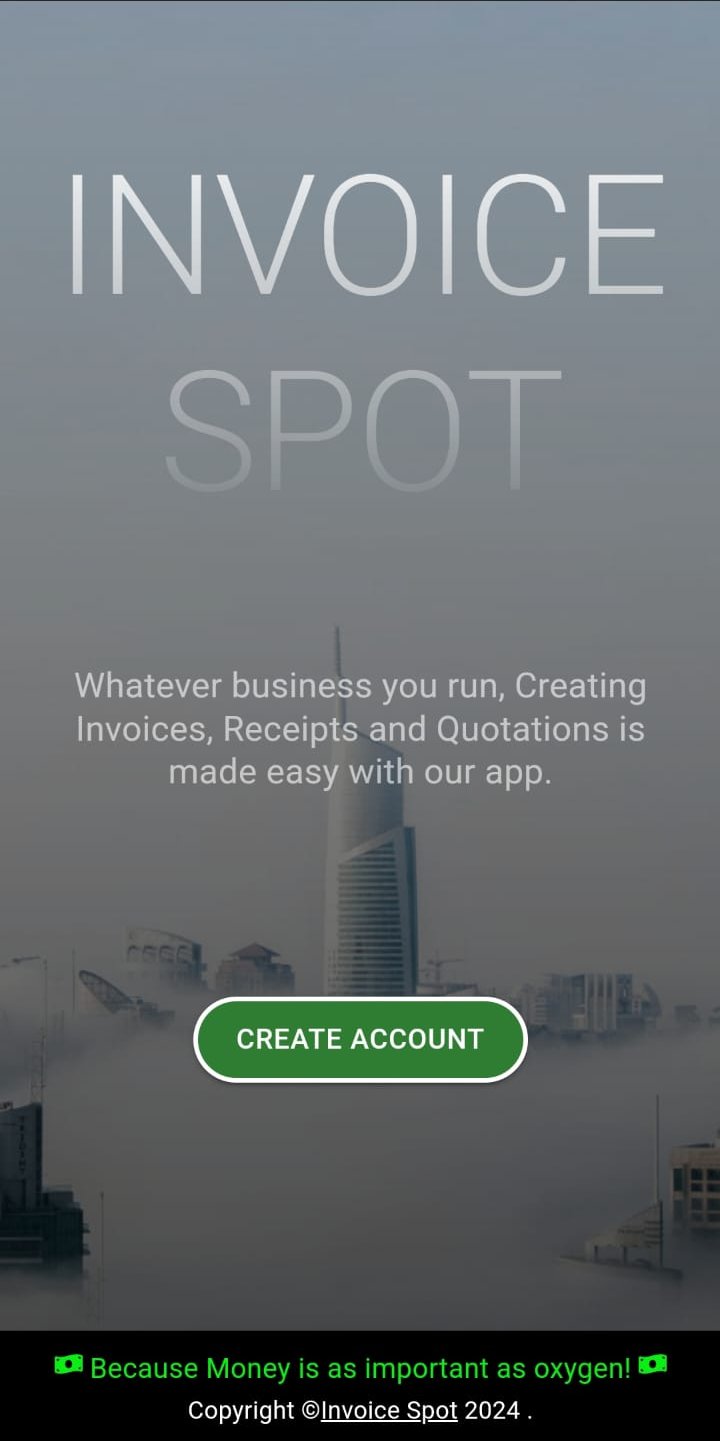 INVOICE
SPOT
Whatever business you run, Creating
Invoices, Receipts and Quotations is
made easy with our app.
CREATE ACCOUNT
Because Money is as important as oxygen!
Copyright ©Invoice Spot 2024 .